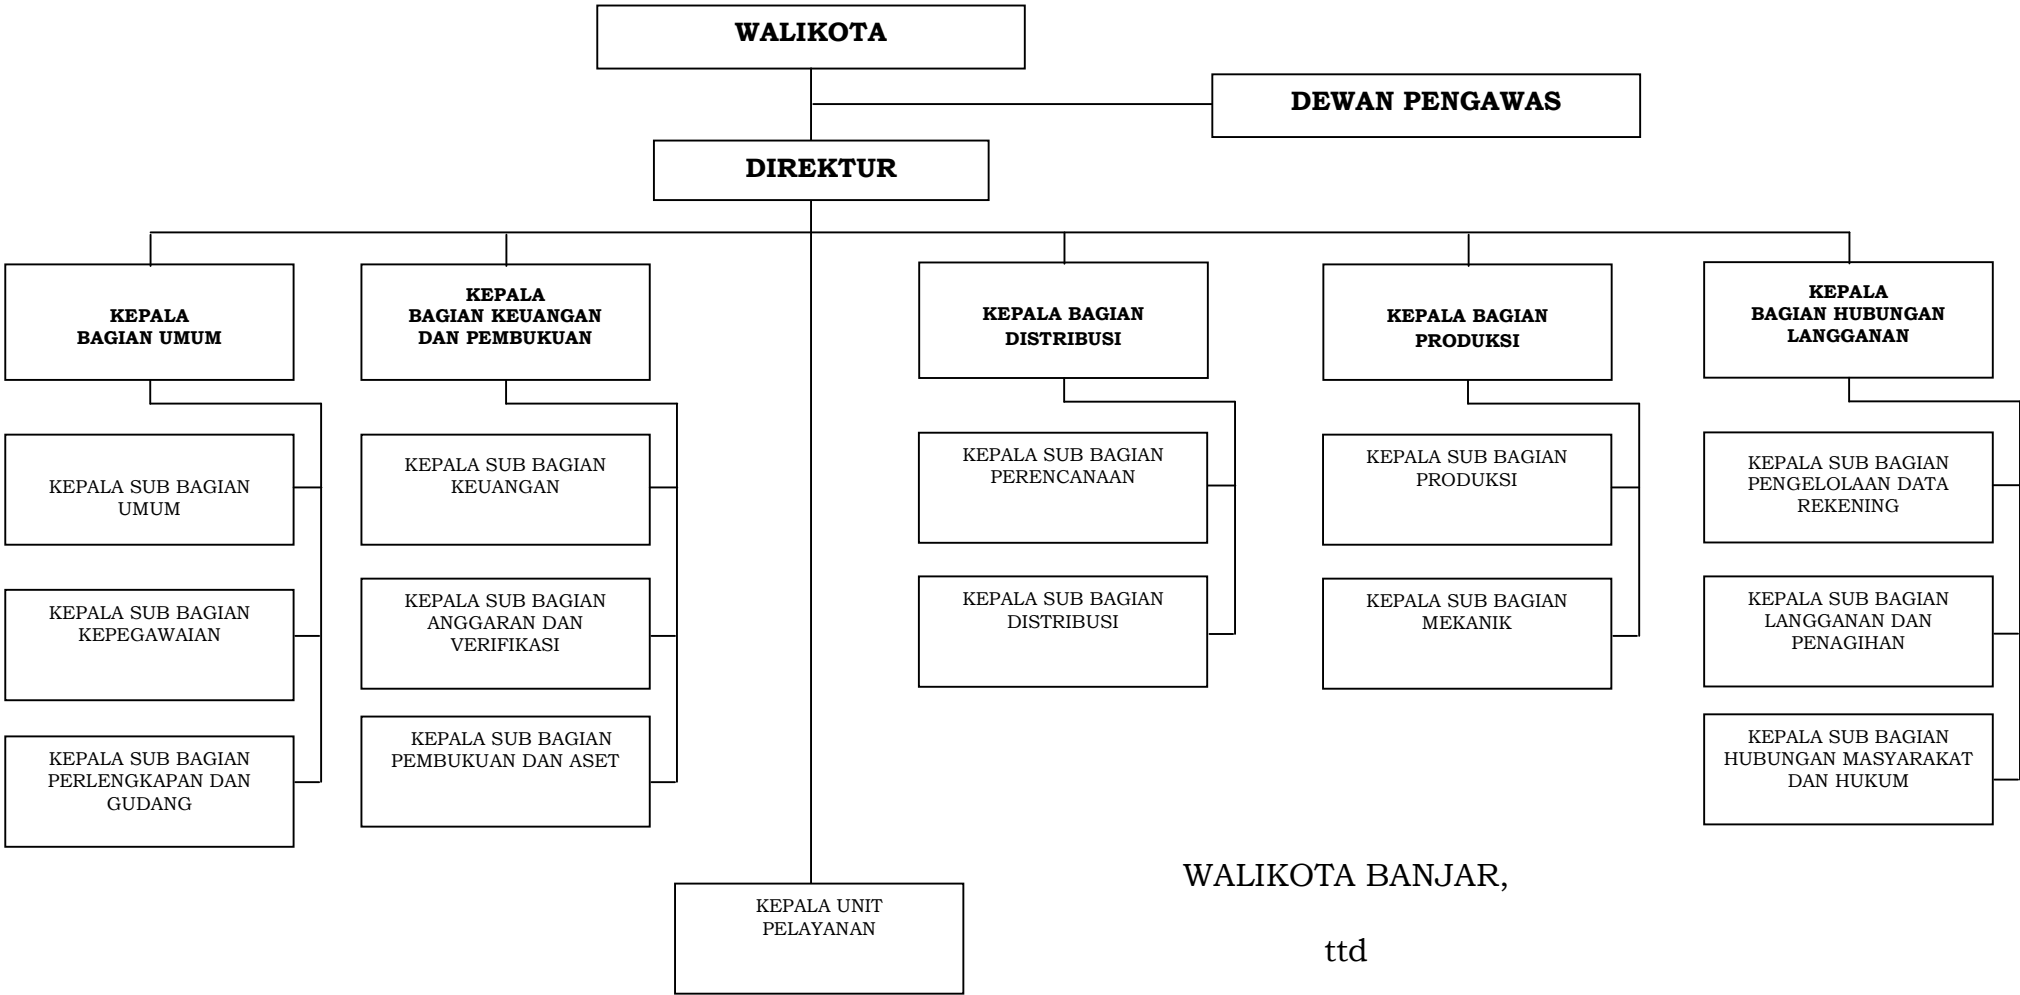 WALIKOTA
DEWAN PENGAWAS
DIREKTUR
KEPALA
BAGIAN UMUM
KEPALA
BAGIAN KEUANGAN
DAN PEMBUKUAN
KEPALA BAGIAN
DISTRIBUSI
KEPALA BAGIAN
PRODUKSI
KEPALA
BAGIAN HUBUNGAN
LANGGANAN
KEPALA SUB BAGIAN
UMUM
KEPALA SUB BAGIAN
KEUANGAN
KEPALA SUB BAGIAN
PERENCANAAN
KEPALA SUB BAGIAN
PRODUKSI
KEPALA SUB BAGIAN
PENGELOLAAN DATA
REKENING
KEPALA SUB BAGIAN
KEPEGAWAIAN
KEPALA SUB BAGIAN
ANGGARAN DAN
VERIFIKASI
KEPALA SUB BAGIAN
DISTRIBUSI
KEPALA SUB BAGIAN
MEKANIK
KEPALA SUB BAGIAN
LANGGANAN DAN
PENAGIHAN
KEPALA SUB BAGIAN
PERLENGKAPAN DAN
GUDANG
KEPALA SUB BAGIAN
PEMBUKUAN DAN ASET
KEPALA SUB BAGIAN
HUBUNGAN MASYARAKAT
DAN HUKUM
KEPALA UNIT
PELAYANAN
WALIKOTA BANJAR,
ttd